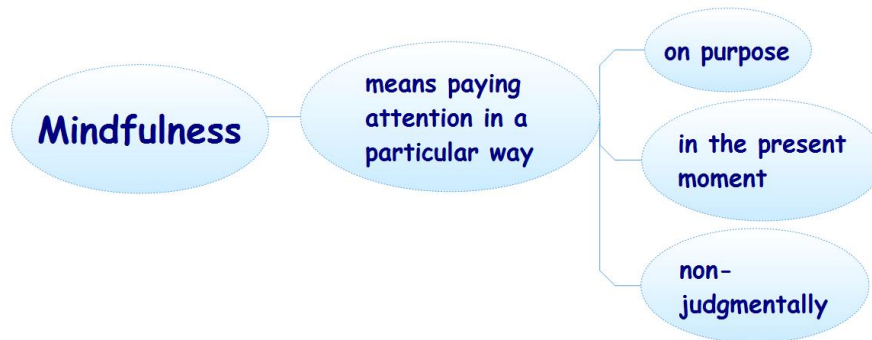 Mindfulness
means paying
attention in a
particular way
on purpose
in the present
moment
non-
judgmentally